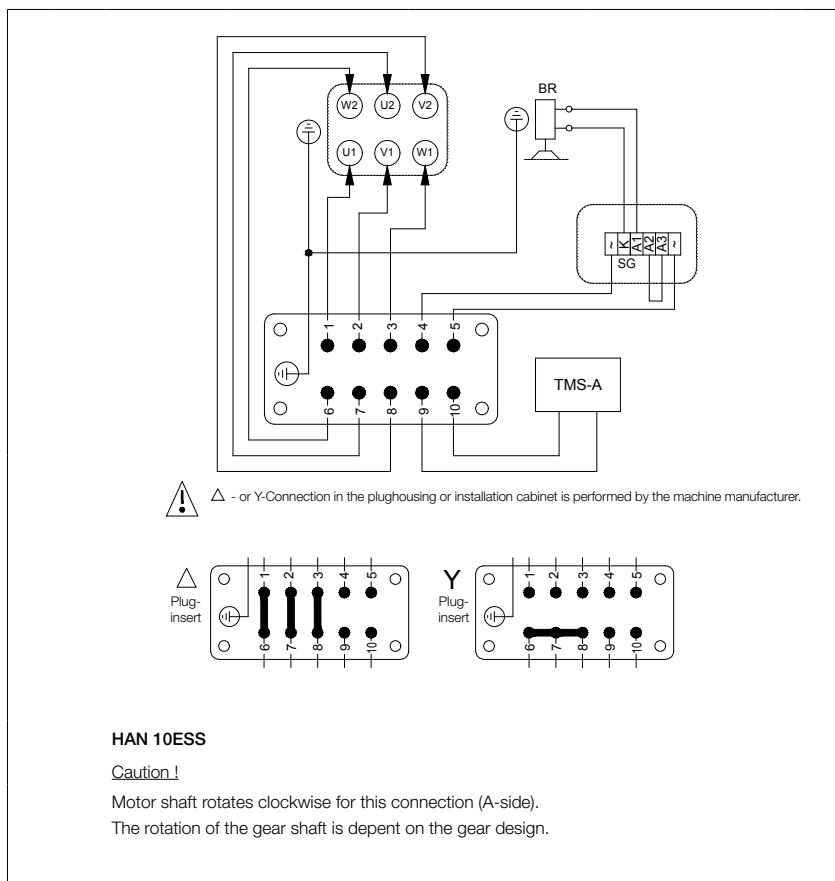 BR
W2 U2 V2
U1 V1 W1
~ K A1 A2 A3 ~
SG
1 2 3 4 5
6 7 8 9 10
TMS-A
△ - or Y-Connection in the plughousing or installation cabinet is performed by the machine manufacturer.
△
Plug-
insert
1 2 3 4 5
6 7 8 9 10
Y
Plug-
insert
1 2 3 4 5
6 7 8 9 10
HAN 10ESS
Caution !
Motor shaft rotates clockwise for this connection (A-side).
The rotation of the gear shaft is depent on the gear design.